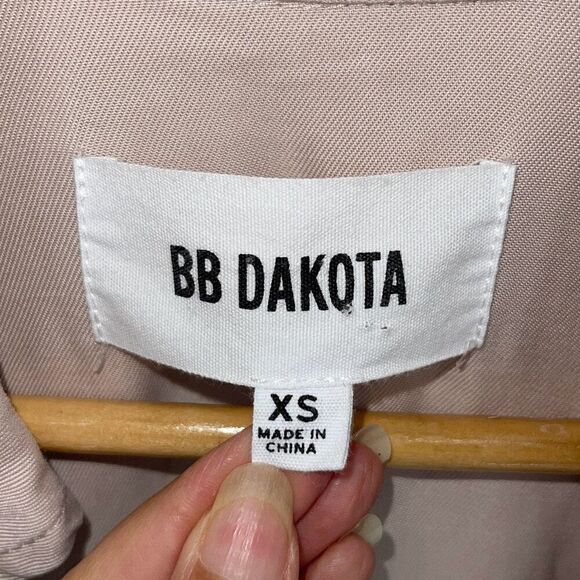 BB DAKOTA
XS
MADE IN
CHINA